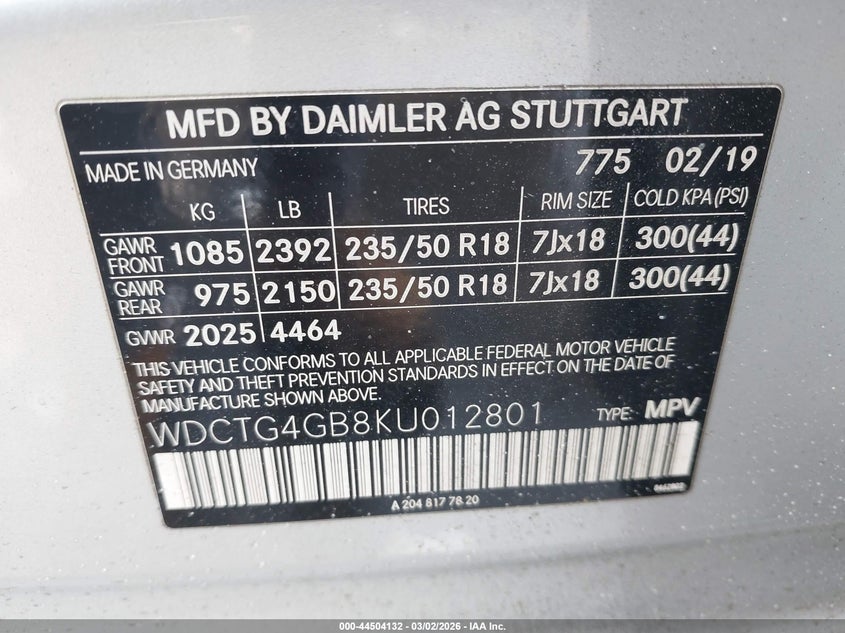 MFD BY DAIMLER AG STUTTGART
MADE IN GERMANY 775 02/19
KG LB TIRES RIM SIZE COLD KPA (PSI)
GAWR FRONT 1085 2392 235/50 R18 7Jx18 300(44)
GAWR REAR 975 2150 235/50 R18 7Jx18 300(44)
GVWR 2025 4464
THIS VEHICLE CONFORMS TO ALL APPLICABLE FEDERAL MOTOR VEHICLE
SAFETY AND THEFT PREVENTION STANDARDS IN EFFECT ON THE DATE OF
MANUFACTURE SHOWN ABOVE.
WDCTG4GB8KU012801 TYPE: MPV
A 204 817 78 20
000-44504132 - 03/02/2026 - IAA Inc.